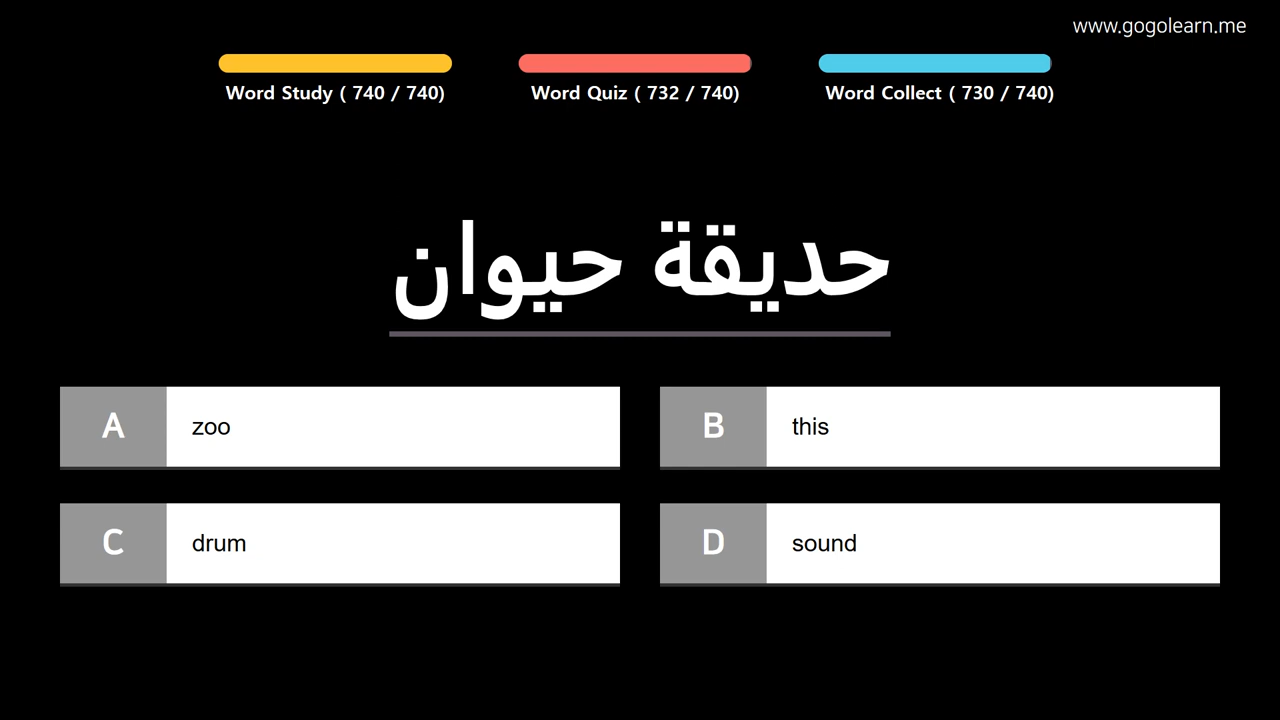 www.gogolearn.me
Word Study ( 740 / 740)
Word Quiz ( 732 / 740)
Word Collect ( 730 / 740)
حديقة حيوان
A zoo
B this
C drum
D sound